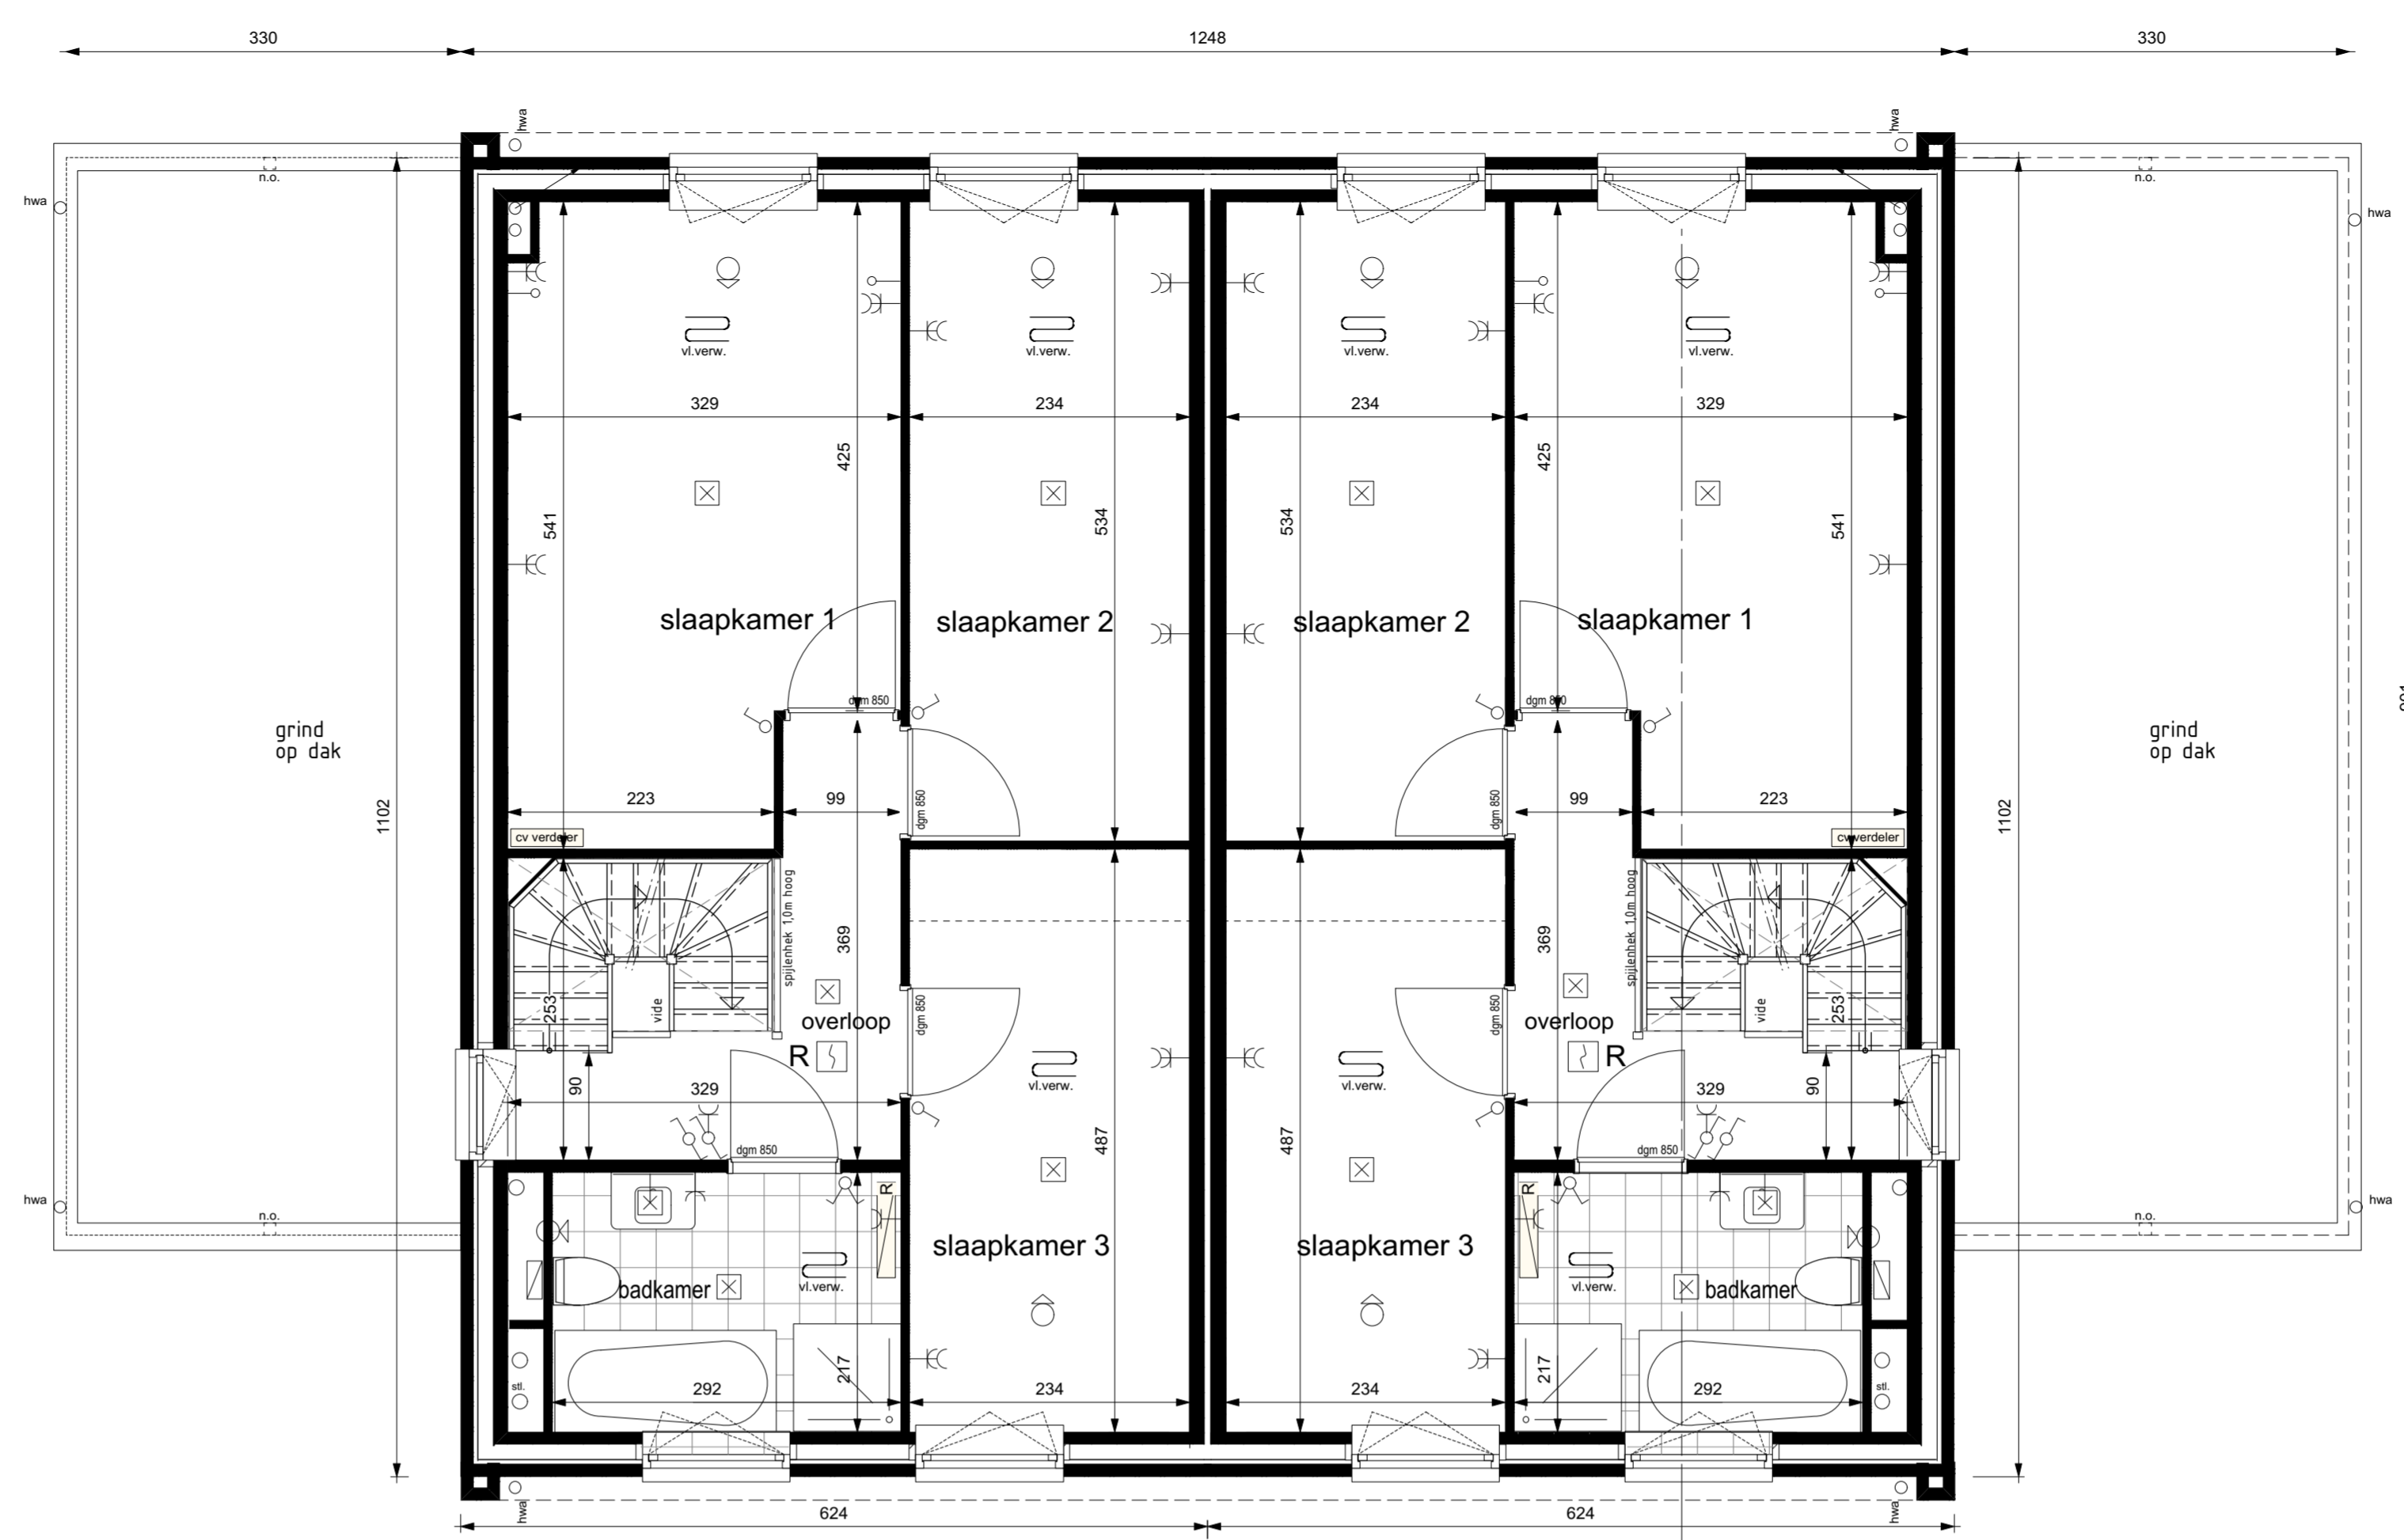 330 1248 330
hwa hwa
n.o. n.o.
hwa hwa
vl.verw. vl.verw. vl.verw. vl.verw.
329 234 234 329
425 425
541 534 534 541
slaapkamer 1 slaapkamer 2 slaapkamer 2 slaapkamer 1
dgm 850 dgm 850
grind grind
op dak op dak
1102 1102
223 99 dgm 850 dgm 850 99 223
cv verdeler cv verdeler
spijlenhek 1,0m hoog spijlenhek 1,0m hoog
369 369
253 vide vide 253
overloop dgm 850 dgm 850 overloop
R R
90 329 vl.verw. vl.verw. 329 90
dgm 850 487 487 dgm 850
R R
hwa hwa
n.o. n.o.
slaapkamer 3 slaapkamer 3
badkamer vl.verw. vl.verw. badkamer
217 217
stl. 292 234 234 292 stl.
hwa hwa
624 624